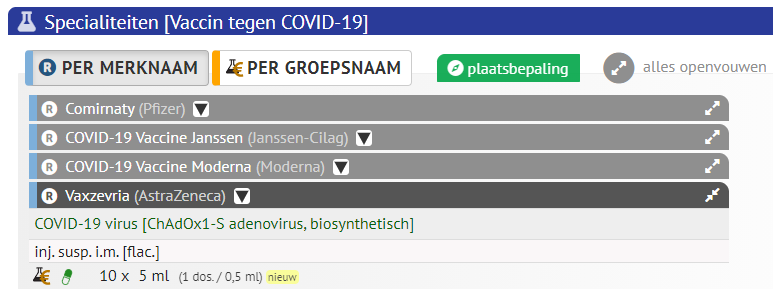 Specialiteiten [Vaccin tegen COVID-19]
R PER MERKNAAM € PER GROEPSNAAM plaatsbepaling alles openvouwen
R Comirnaty (Pfizer) ▼
R COVID-19 Vaccine Janssen (Janssen-Cilag) ▼
R COVID-19 Vaccine Moderna (Moderna) ▼
R Vaxzevria (AstraZeneca) ▼
COVID-19 virus [ChAdOx1-S adenovirus, biosynthetisch]
inj. susp. i.m. [flac.]
€ 10 x 5 ml (1 dos. / 0,5 ml) nieuw